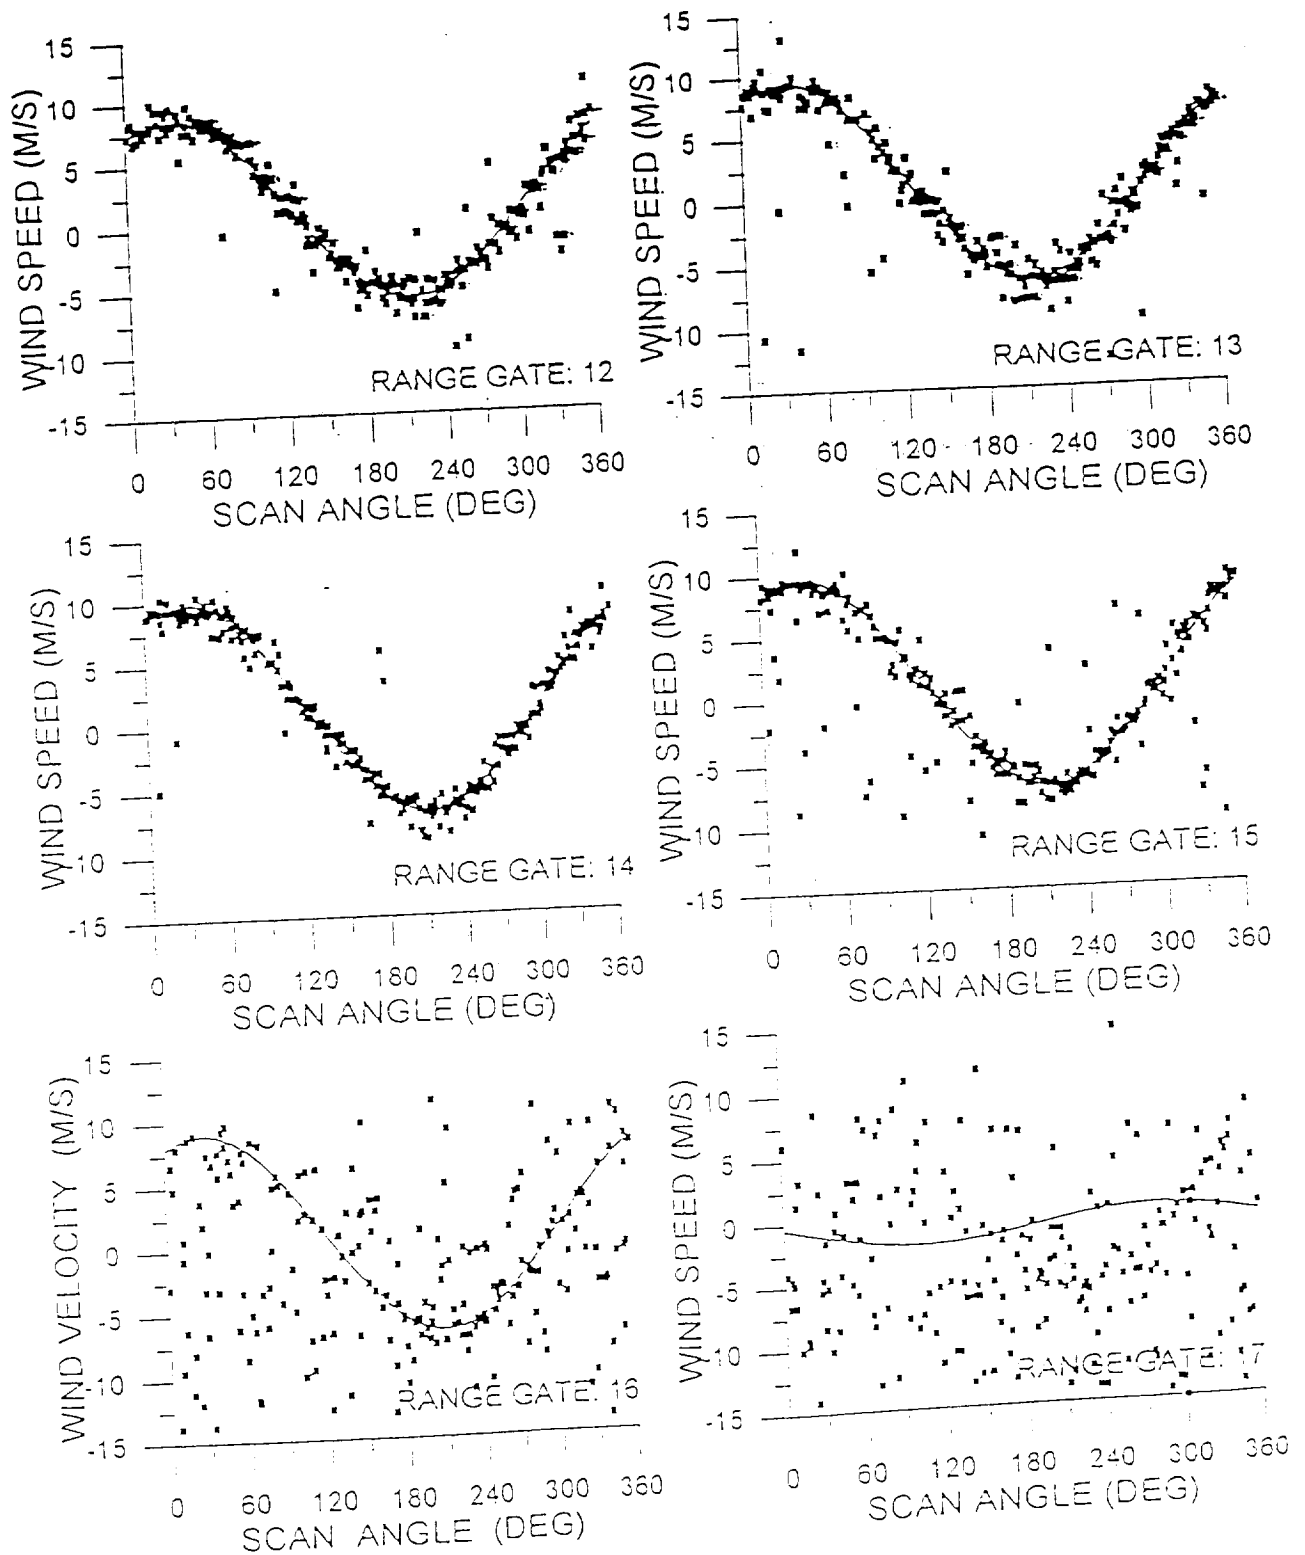 15
10
5
0
-5
-10
-15
WIND SPEED (M/S)
RANGE GATE: 12
0 60 120 180 240 300 360
SCAN ANGLE (DEG)
15
10
5
0
-5
-10
-15
WIND SPEED (M/S)
RANGE GATE: 13
0 60 120 180 240 300 360
SCAN ANGLE (DEG)
15
10
5
0
-5
-10
-15
WIND SPEED (M/S)
RANGE GATE: 14
0 60 120 180 240 300 360
SCAN ANGLE (DEG)
15
10
5
0
-5
-10
-15
WIND SPEED (M/S)
RANGE GATE: 15
0 60 120 180 240 300 360
SCAN ANGLE (DEG)
15
10
5
0
-5
-10
-15
WIND VELOCITY (M/S)
RANGE GATE: 16
0 60 120 180 240 300 360
SCAN ANGLE (DEG)
15
10
5
0
-5
-10
-15
WIND SPEED (M/S)
RANGE GATE: 17
0 60 120 180 240 300 360
SCAN ANGLE (DEG)